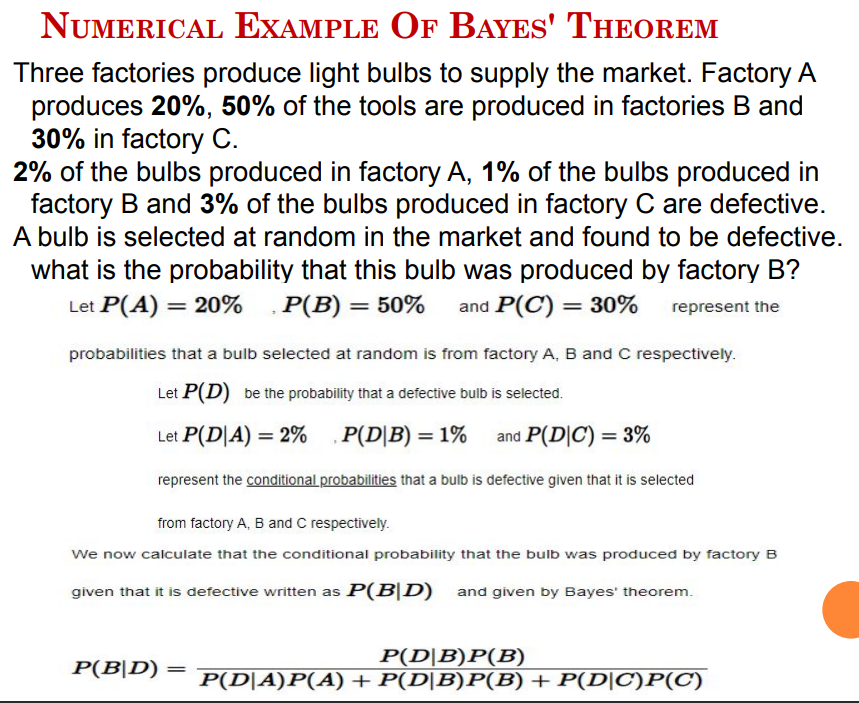 NUMERICAL EXAMPLE OF BAYES' THEOREM
Three factories produce light bulbs to supply the market. Factory A
produces 20%, 50% of the tools are produced in factories B and
30% in factory C.
2% of the bulbs produced in factory A, 1% of the bulbs produced in
factory B and 3% of the bulbs produced in factory C are defective.
A bulb is selected at random in the market and found to be defective.
what is the probability that this bulb was produced by factory B?
Let P(A) = 20% , P(B) = 50% and P(C) = 30% represent the
probabilities that a bulb selected at random is from factory A, B and C respectively.
Let P(D) be the probability that a defective bulb is selected.
Let P(D|A) = 2% , P(D|B) = 1% and P(D|C) = 3%
represent the conditional probabilities that a bulb is defective given that it is selected
from factory A, B and C respectively.
We now calculate that the conditional probability that the bulb was produced by factory B
given that it is defective written as P(B|D) and given by Bayes' theorem.
P(D|B)P(B)
P(B|D) =
P(D|A)P(A) + P(D|B)P(B) + P(D|C)P(C)